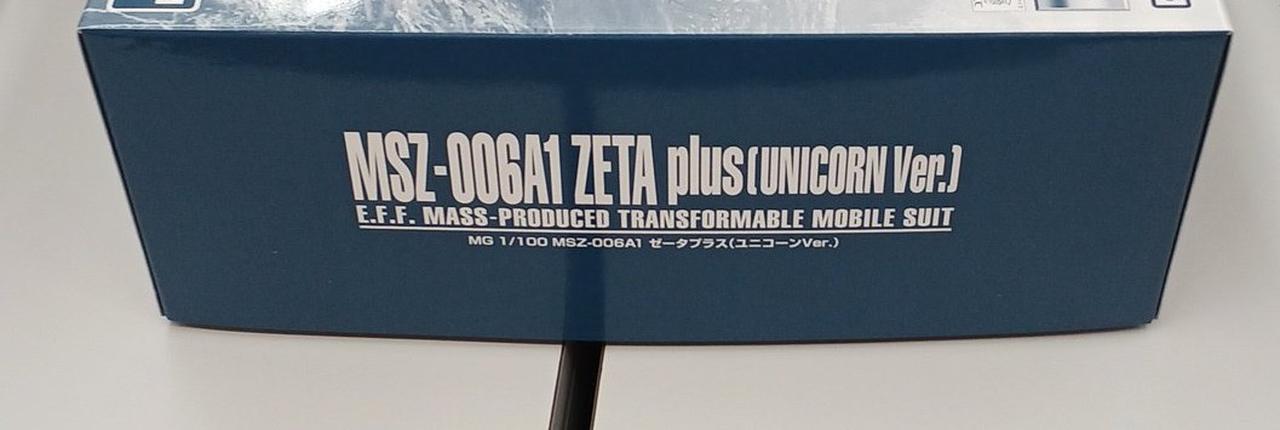 MSZ-006A1 ZETA plus (UNICORN Ver.)
E.F.F. MASS-PRODUCED TRANSFORMABLE MOBILE SUIT
MG 1/100 MSZ-006A1 ゼータプラス(ユニコーンVer.)